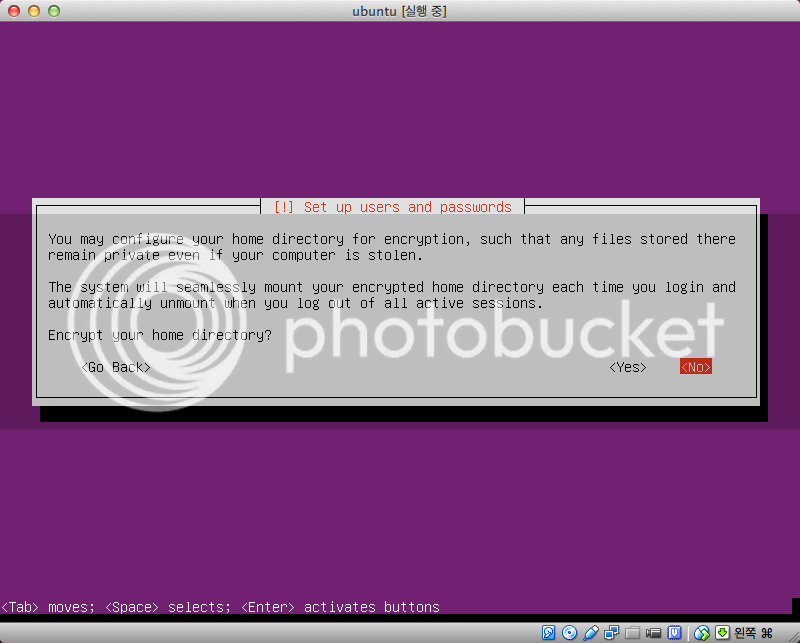 ubuntu [실행 중]
[!] Set up users and passwords
You may configure your home directory for encryption, such that any files stored there
remain private even if your computer is stolen.
The system will seamlessly mount your encrypted home directory each time you login and
automatically unmount when you log out of all active sessions.
Encrypt your home directory?
photobucket
<Go Back> <Yes> <No>
<Tab> moves; <Space> selects; <Enter> activates buttons
왼쪽 ⌘